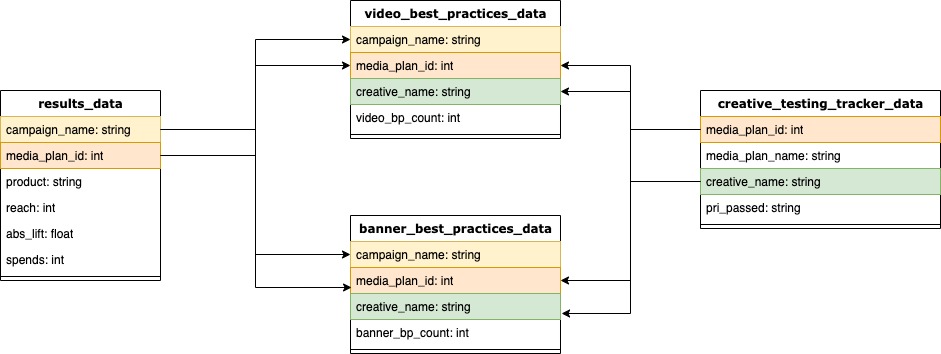 video_best_practices_data
campaign_name: string
media_plan_id: int
creative_name: string
video_bp_count: int
results_data
campaign_name: string
media_plan_id: int
product: string
reach: int
abs_lift: float
spends: int
creative_testing_tracker_data
media_plan_id: int
media_plan_name: string
creative_name: string
pri_passed: string
banner_best_practices_data
campaign_name: string
media_plan_id: int
creative_name: string
banner_bp_count: int